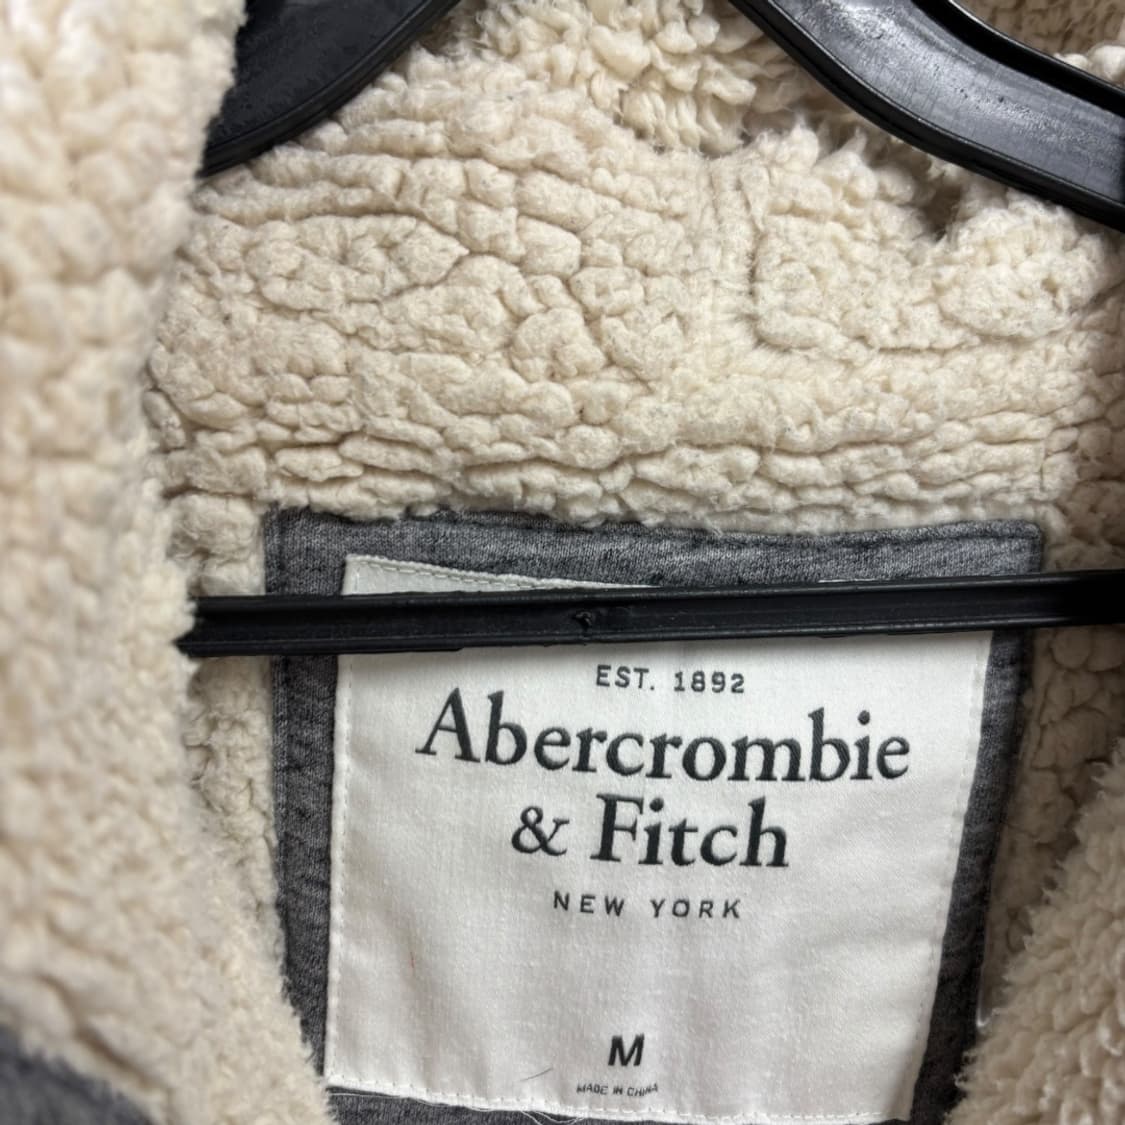 EST. 1892
Abercrombie
& Fitch
NEW YORK
M
MADE IN CHINA